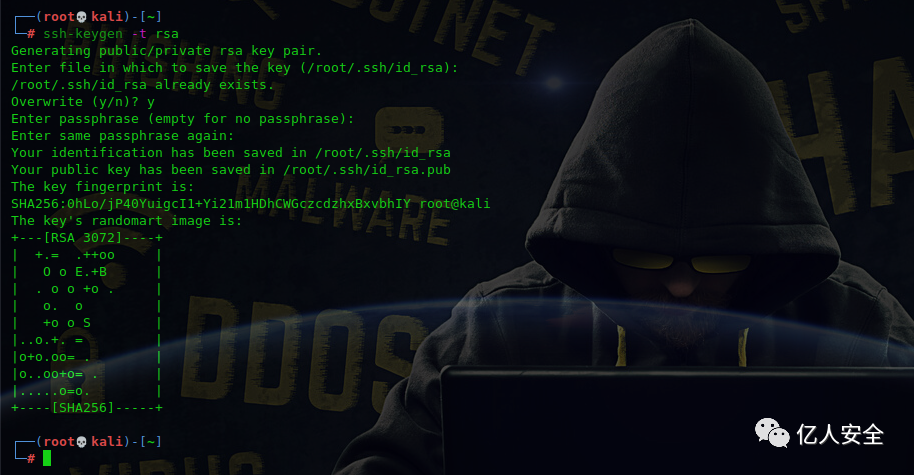 ┌──(root💀kali)-[~]
└─# ssh-keygen -t rsa
Generating public/private rsa key pair.
Enter file in which to save the key (/root/.ssh/id_rsa):
/root/.ssh/id_rsa already exists.
Overwrite (y/n)? y
Enter passphrase (empty for no passphrase):
Enter same passphrase again:
Your identification has been saved in /root/.ssh/id_rsa
Your public key has been saved in /root/.ssh/id_rsa.pub
The key fingerprint is:
SHA256:0hLo/jP40YuigcI1+Yi21m1HDhCWGczcdzhxBxvbhIY root@kali
The key's randomart image is:
+---[RSA 3072]----+
|  +.=  .++oo     |
|   O o E.+B      |
|  . o o +o .     |
|   o.  o         |
|   +o o S        |
|..o.+. =         |
|o+o.oo= .        |
|o..oo+o= .       |
|.....o=o.        |
+----[SHA256]-----+
┌──(root💀kali)-[~]
└─#
MALWARE
DDOS
亿人安全